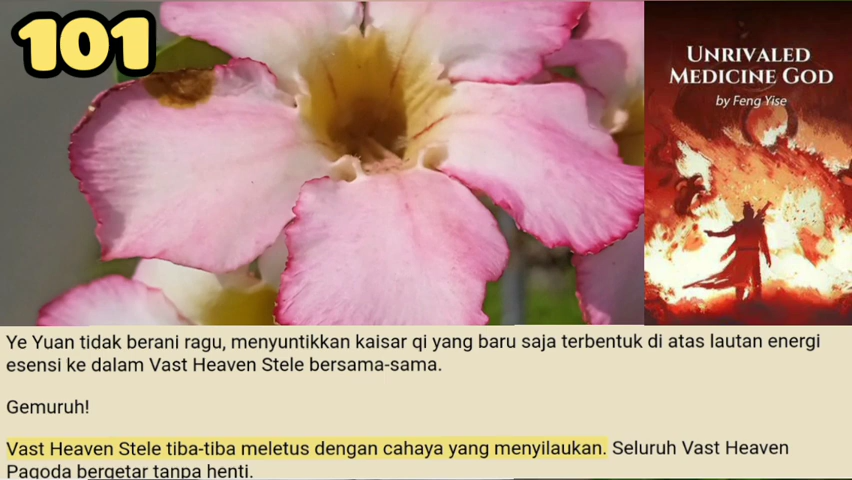 101
UNRIVALED
MEDICINE GOD
by Feng Yise
Ye Yuan tidak berani ragu, menyuntikkan kaisar qi yang baru saja terbentuk di atas lautan energi
esensi ke dalam Vast Heaven Stele bersama-sama.
Gemuruh!
Vast Heaven Stele tiba-tiba meletus dengan cahaya yang menyilaukan. Seluruh Vast Heaven
Pagoda bergetar tanpa henti.